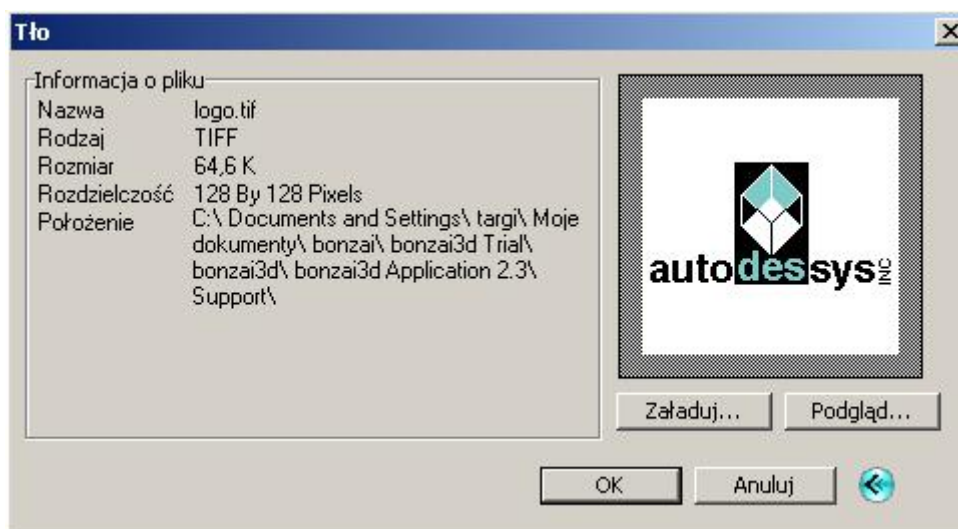 Tło
Informacja o pliku
Nazwa logo.tif
Rodzaj TIFF
Rozmiar 64,6 K
Rozdzielczość 128 By 128 Pixels
Położenie C:\ Documents and Settings\ targi\ Moje
dokumenty\ bonzai\ bonzai3d Trial\
bonzai3d\ bonzai3d Application 2.3\
Support\
autodessys INC
Załaduj... Podgląd...
OK Anuluj